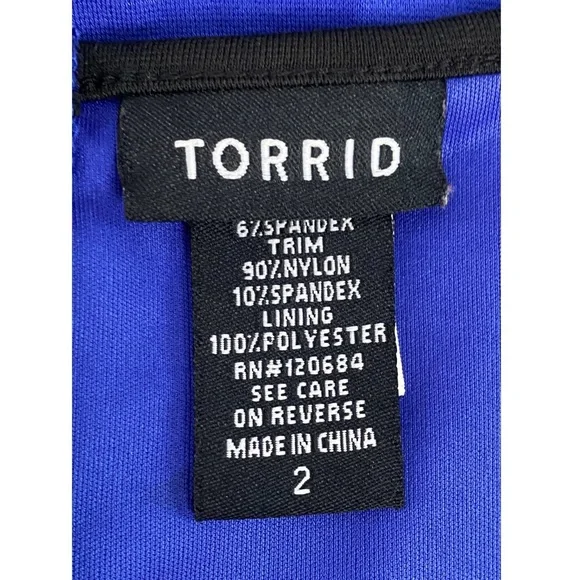 TORRID
6%SPANDEX
TRIM
90%NYLON
10%SPANDEX
LINING
100%POLYESTER
RN#120684
SEE CARE
ON REVERSE
MADE IN CHINA
2